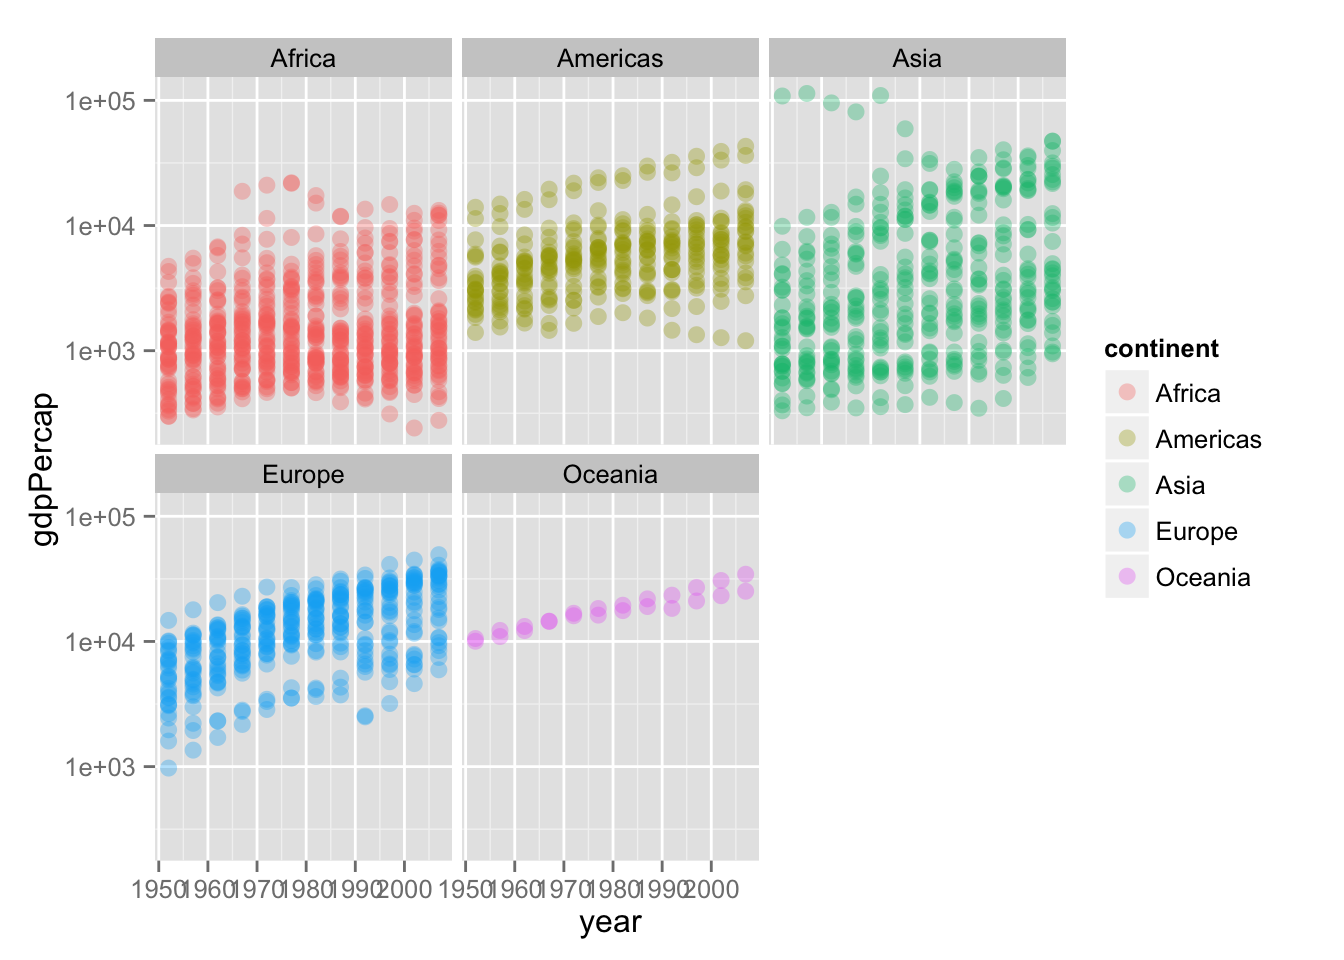 Africa Americas Asia
1e+05
1e+04
1e+03
gdpPercap
continent
Africa
Americas
Asia
Europe
Oceania
Europe Oceania
1e+05
1e+04
1e+03
1950 1960 1970 1980 1990 2000 1950 1960 1970 1980 1990 2000
year